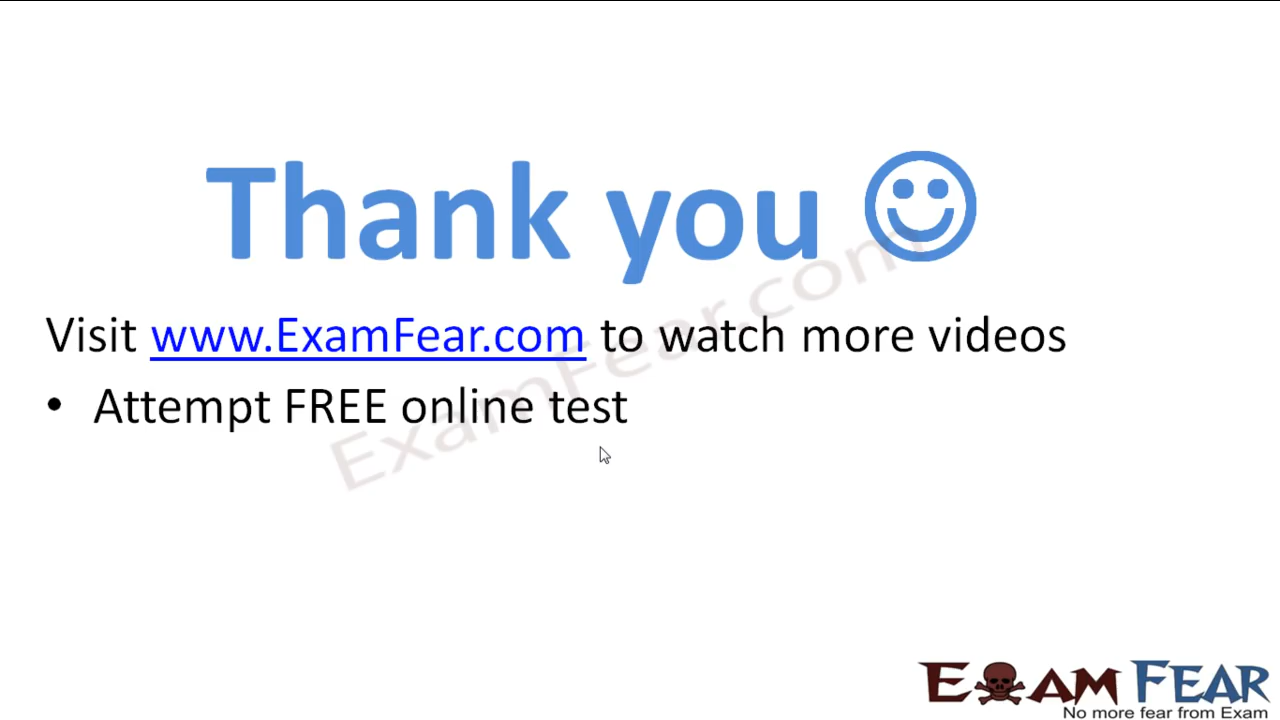 Thank you
Visit www.ExamFear.com to watch more videos
• Attempt FREE online test
ExamFear.com
EXAM FEAR
No more fear from Exam